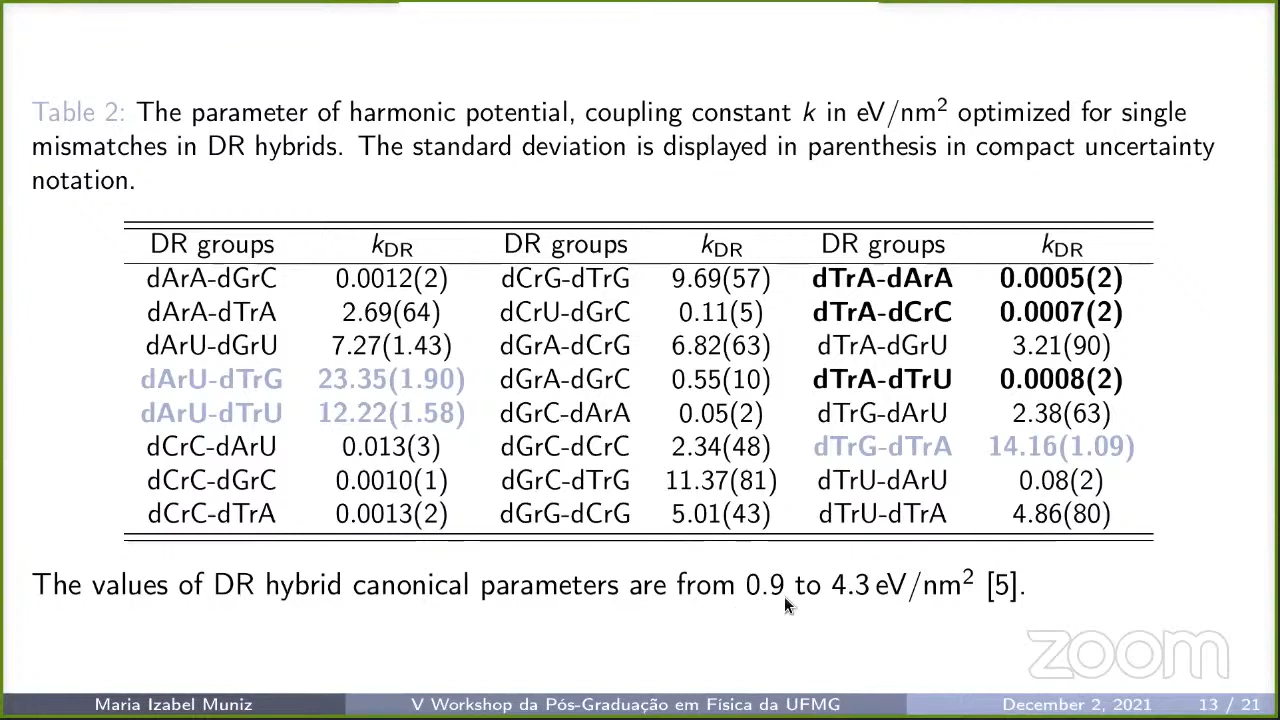 Table 2: The parameter of harmonic potential, coupling constant k in eV/nm² optimized for single
mismatches in DR hybrids. The standard deviation is displayed in parenthesis in compact uncertainty
notation.
DR groups kDR DR groups kDR DR groups kDR
dArA-dGrC 0.0012(2) dCrG-dTrG 9.69(57) dTrA-dArA 0.0005(2)
dArA-dTrA 2.69(64) dCrU-dGrC 0.11(5) dTrA-dCrC 0.0007(2)
dArU-dGrU 7.27(1.43) dGrA-dCrG 6.82(63) dTrA-dGrU 3.21(90)
dArU-dTrG 23.35(1.90) dGrA-dGrC 0.55(10) dTrA-dTrU 0.0008(2)
dArU-dTrU 12.22(1.58) dGrC-dArA 0.05(2) dTrG-dArU 2.38(63)
dCrC-dArU 0.013(3) dGrC-dCrC 2.34(48) dTrG-dTrA 14.16(1.09)
dCrC-dGrC 0.0010(1) dGrC-dTrG 11.37(81) dTrU-dArU 0.08(2)
dCrC-dTrA 0.0013(2) dGrG-dCrG 5.01(43) dTrU-dTrA 4.86(80)
The values of DR hybrid canonical parameters are from 0.9 to 4.3 eV/nm² [5].
zoom
Maria Izabel Muniz V Workshop da Pós-Graduação em Física da UFMG December 2, 2021 13 / 21